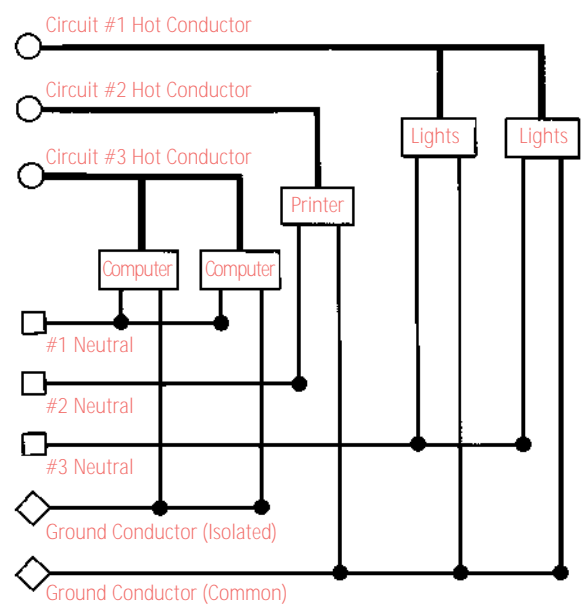 Circuit #1 Hot Conductor
Circuit #2 Hot Conductor
Lights
Lights
Circuit #3 Hot Conductor
Printer
Computer
Computer
#1 Neutral
#2 Neutral
#3 Neutral
Ground Conductor (Isolated)
Ground Conductor (Common)